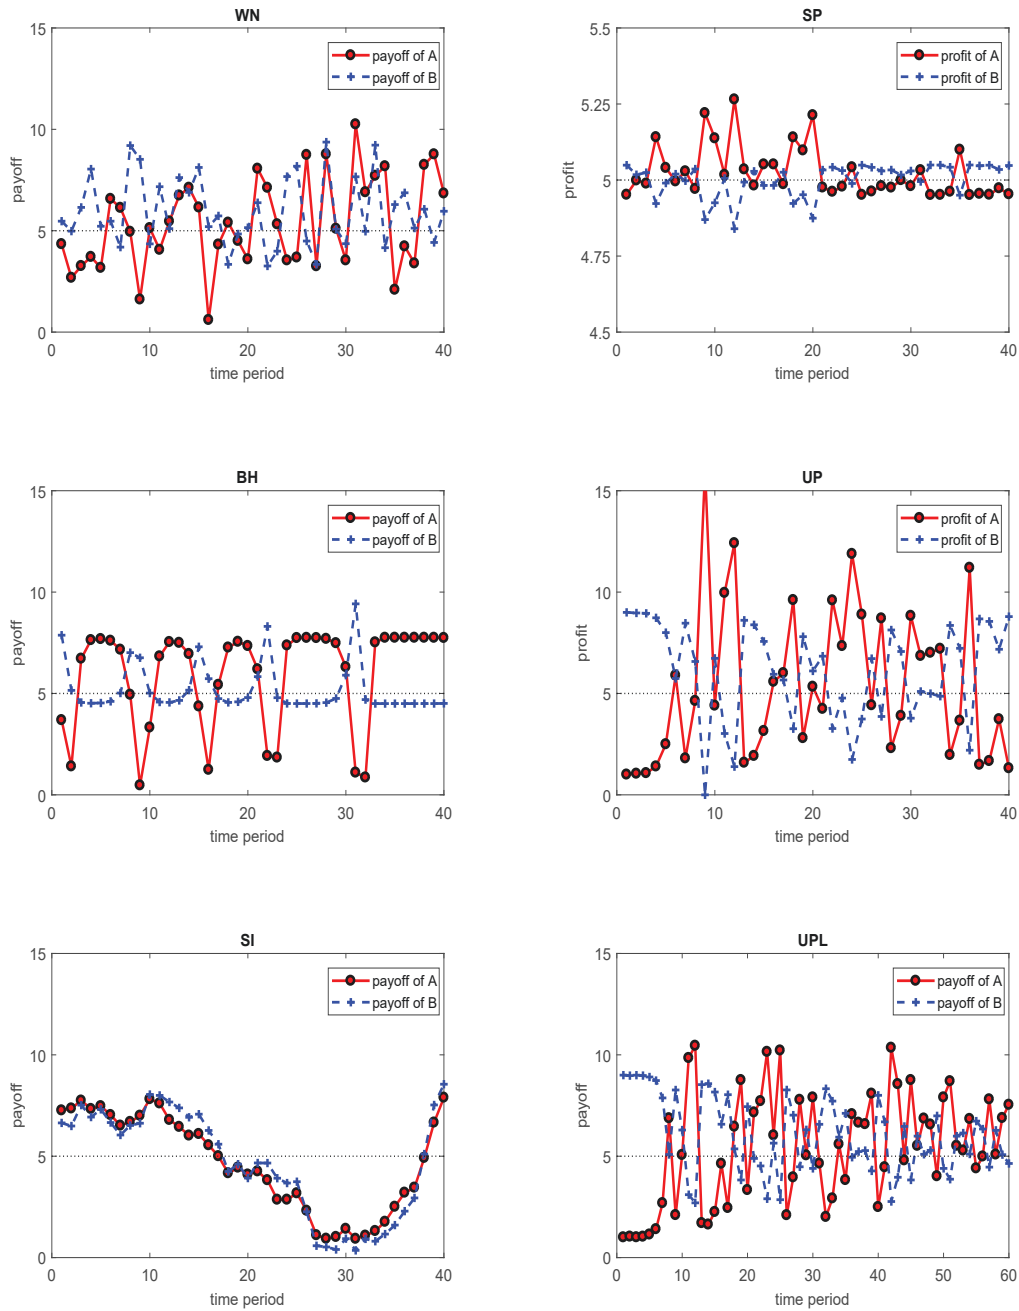 WN
15
10
5
0
payoff
payoff of A
payoff of B
0 10 20 30 40
time period
SP
5.5
5.25
5
4.75
4.5
profit
profit of A
profit of B
0 10 20 30 40
time period
BH
15
10
5
0
payoff
payoff of A
payoff of B
0 10 20 30 40
time period
UP
15
10
5
0
profit
profit of A
profit of B
0 10 20 30 40
time period
SI
15
10
5
0
payoff
payoff of A
payoff of B
0 10 20 30 40
time period
UPL
15
10
5
0
payoff
payoff of A
payoff of B
0 10 20 30 40 50 60
time period